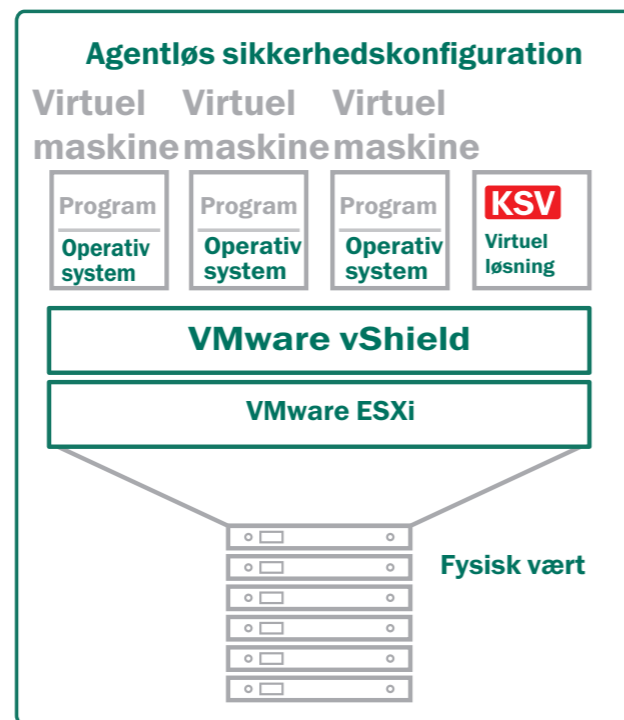 Agentløs sikkerhedskonfiguration
Virtuel Virtuel Virtuel
maskine maskine maskine
Program
Operativ
system
Program
Operativ
system
Program
Operativ
system
KSV
Virtuel
løsning
VMware vShield
VMware ESXi
Fysisk vært